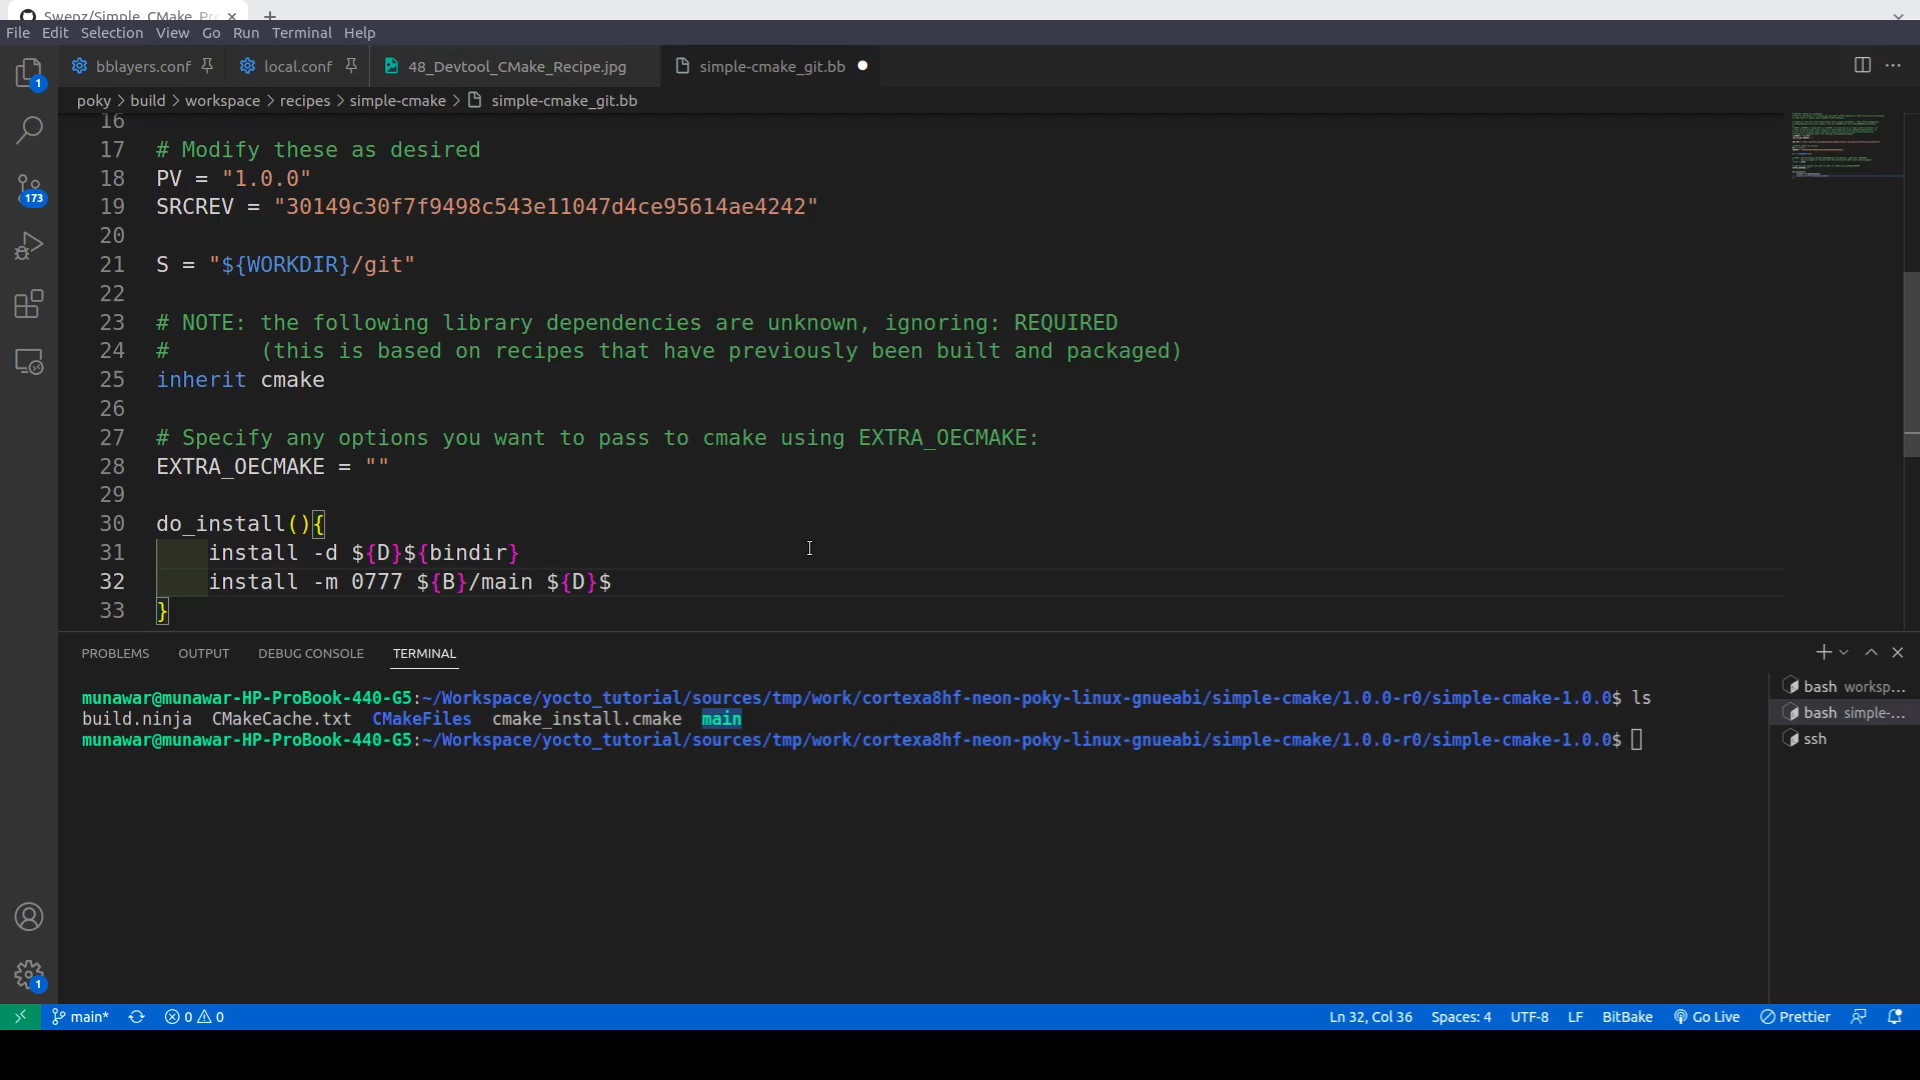 Swepz/Simple_CMake_Pr
File Edit Selection View Go Run Terminal Help
bblayers.conf local.conf 48_Devtool_CMake_Recipe.jpg simple-cmake_git.bb
poky > build > workspace > recipes > simple-cmake > simple-cmake_git.bb
16
17 # Modify these as desired
18 PV = "1.0.0"
19 SRCREV = "30149c30f7f9498c543e11047d4ce95614ae4242"
20
21 S = "${WORKDIR}/git"
22
23 # NOTE: the following library dependencies are unknown, ignoring: REQUIRED
24 #       (this is based on recipes that have previously been built and packaged)
25 inherit cmake
26
27 # Specify any options you want to pass to cmake using EXTRA_OECMAKE:
28 EXTRA_OECMAKE = ""
29
30 do_install(){
31     install -d ${D}${bindir}
32     install -m 0777 ${B}/main ${D}$
33 }
1
173
1
PROBLEMS OUTPUT DEBUG CONSOLE TERMINAL
munawar@munawar-HP-ProBook-440-G5:~/Workspace/yocto_tutorial/sources/tmp/work/cortexa8hf-neon-poky-linux-gnueabi/simple-cmake/1.0.0-r0/simple-cmake-1.0.0$ ls
build.ninja CMakeCache.txt CMakeFiles cmake_install.cmake main
munawar@munawar-HP-ProBook-440-G5:~/Workspace/yocto_tutorial/sources/tmp/work/cortexa8hf-neon-poky-linux-gnueabi/simple-cmake/1.0.0-r0/simple-cmake-1.0.0$
bash worksp...
bash simple-...
ssh
main* 0 0 Ln 32, Col 36 Spaces: 4 UTF-8 LF BitBake Go Live Prettier